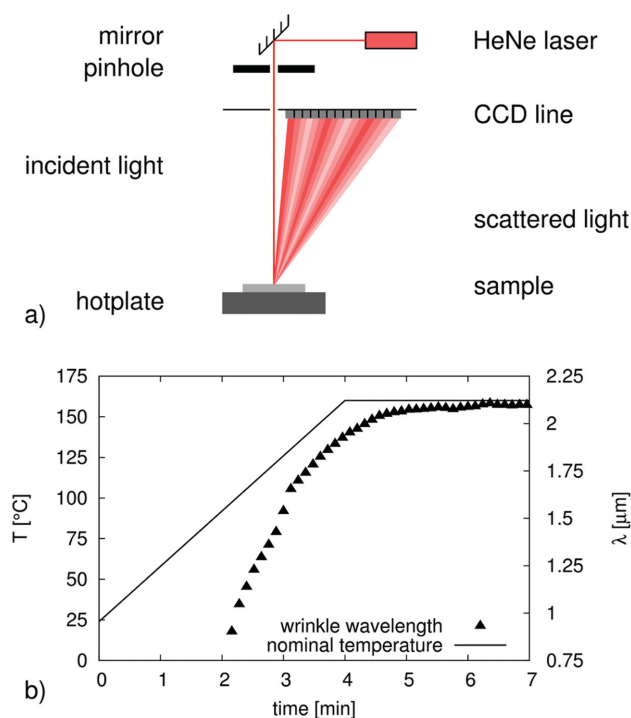 mirror
HeNe laser
pinhole
CCD line
incident light
scattered light
sample
hotplate
a)
175
2.25
150
2
125
1.75
100
T [°C]
1.5
λ [µm]
75
1.25
50
1
25
wrinkle wavelength
nominal temperature
0
0.75
0 1 2 3 4 5 6 7
b)
time [min]